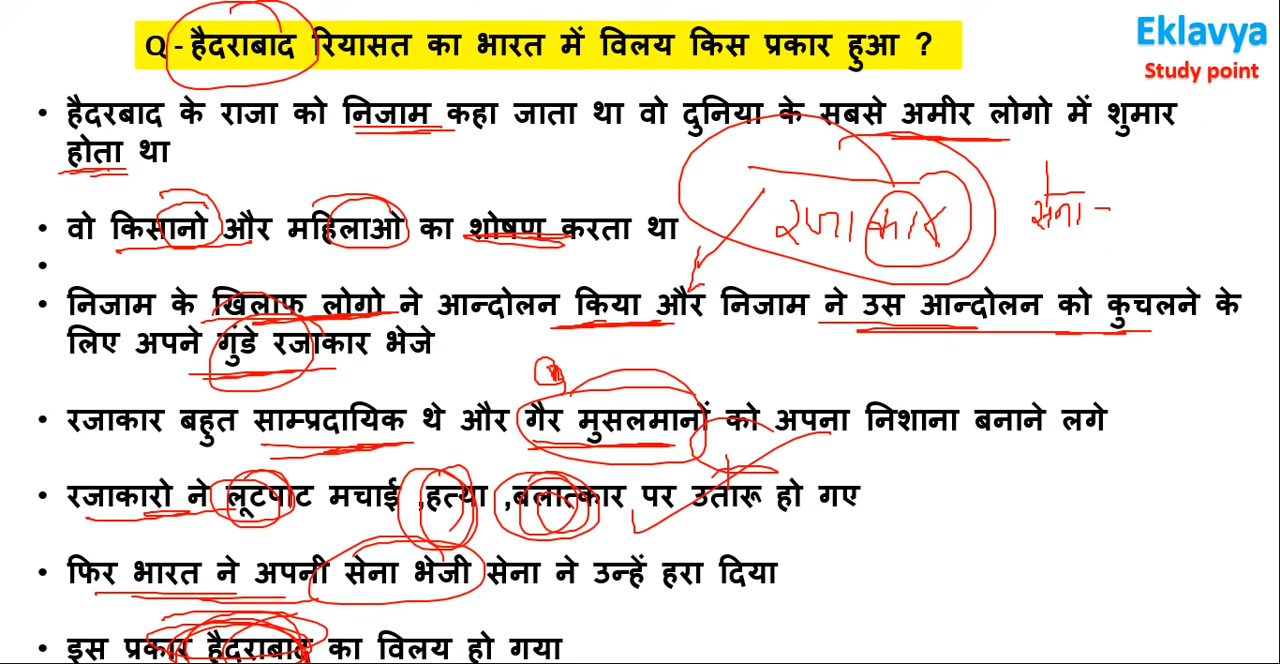 Q - हैदराबाद रियासत का भारत में विलय किस प्रकार हुआ ?
Eklavya
Study point
• हैदरबाद के राजा को निजाम कहा जाता था वो दुनिया के सबसे अमीर लोगो में शुमार
होता था
रजाकार
सेना -
• वो किसानो और महिलाओ का शोषण करता था
•
• निजाम के खिलाफ लोगो ने आन्दोलन किया और निजाम ने उस आन्दोलन को कुचलने के
लिए अपने गुंडे रजाकार भेजे
• रजाकार बहुत साम्प्रदायिक थे और गैर मुसलमानों को अपना निशाना बनाने लगे
• रजाकारो ने लूटपाट मचाई ,हत्या ,बलात्कार पर उतारू हो गए
• फिर भारत ने अपनी सेना भेजी सेना ने उन्हें हरा दिया
• इस प्रकार हैदराबाद का विलय हो गया